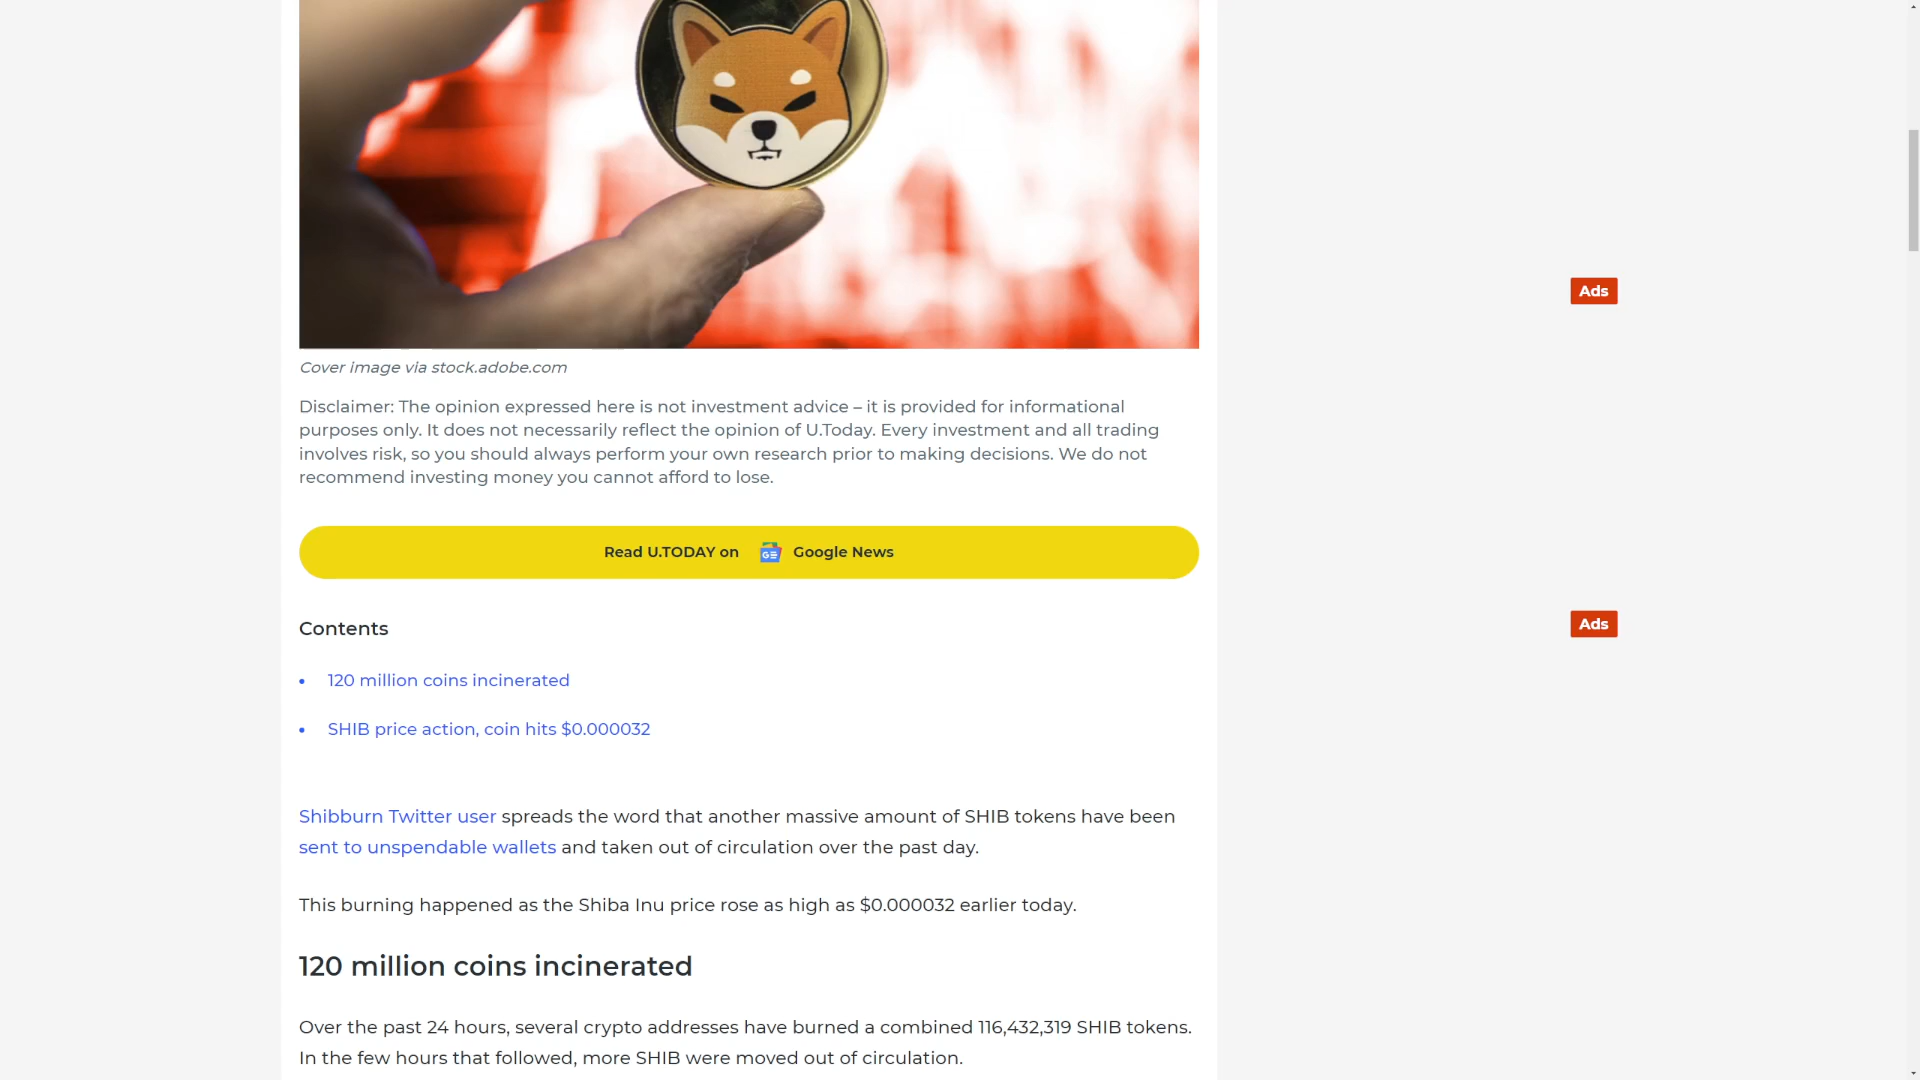 Cover image via stock.adobe.com
Disclaimer: The opinion expressed here is not investment advice – it is provided for informational
purposes only. It does not necessarily reflect the opinion of U.Today. Every investment and all trading
involves risk, so you should always perform your own research prior to making decisions. We do not
recommend investing money you cannot afford to lose.
Read U.TODAY on Google News
Contents
• 120 million coins incinerated
• SHIB price action, coin hits $0.000032
Shibburn Twitter user spreads the word that another massive amount of SHIB tokens have been
sent to unspendable wallets and taken out of circulation over the past day.
This burning happened as the Shiba Inu price rose as high as $0.000032 earlier today.
120 million coins incinerated
Over the past 24 hours, several crypto addresses have burned a combined 116,432,319 SHIB tokens.
In the few hours that followed, more SHIB were moved out of circulation.
Ads
Ads